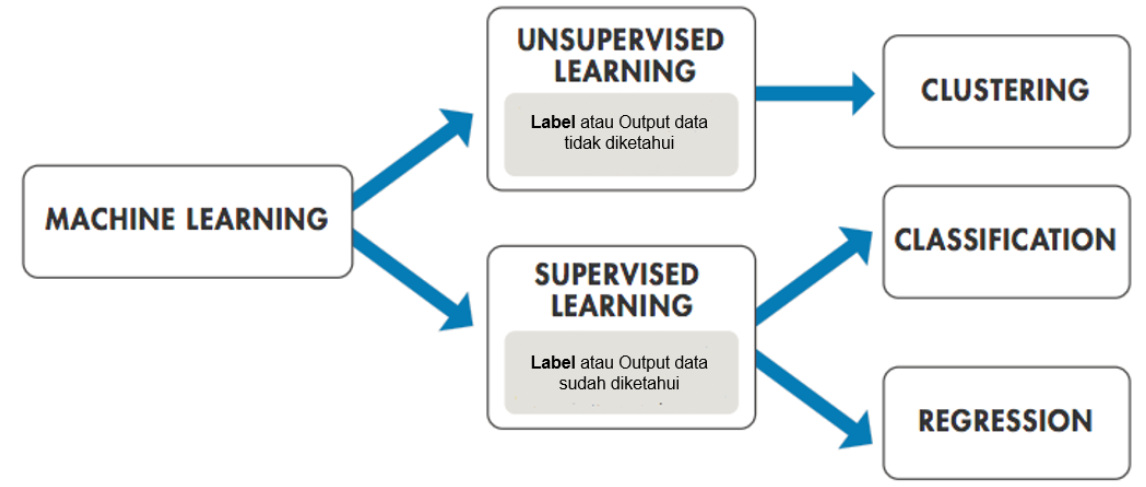 MACHINE LEARNING
UNSUPERVISED
LEARNING
Label atau Output data
tidak diketahui
CLUSTERING
SUPERVISED
LEARNING
Label atau Output data
sudah diketahui
CLASSIFICATION
REGRESSION